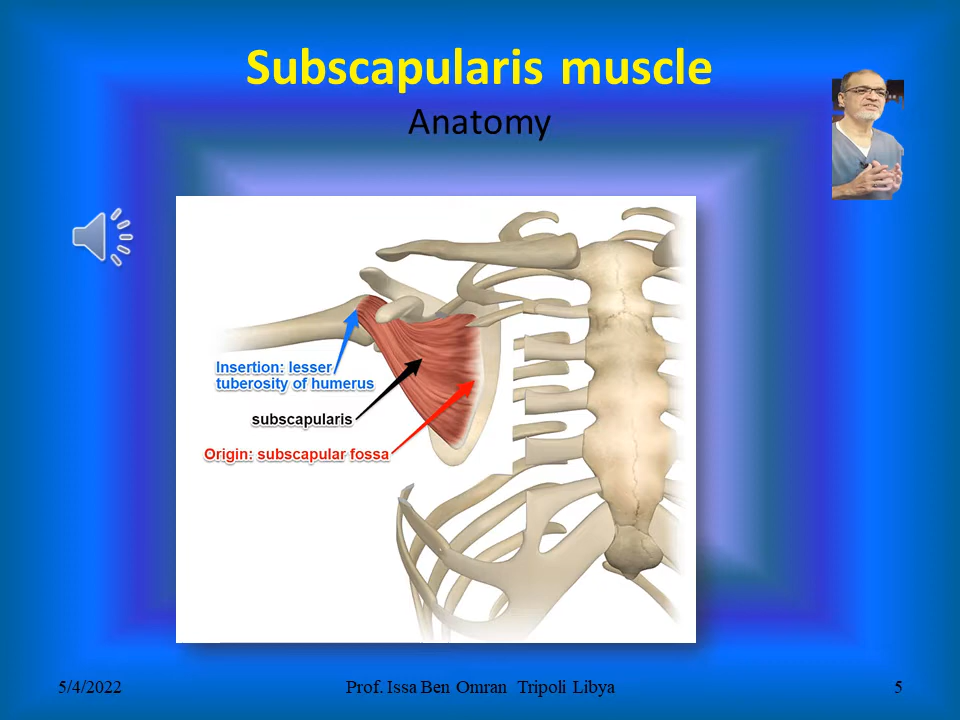 Subscapularis muscle
Anatomy
Insertion: lesser
tuberosity of humerus
subscapularis
Origin: subscapular fossa
5/4/2022
Prof. Issa Ben Omran Tripoli Libya
5